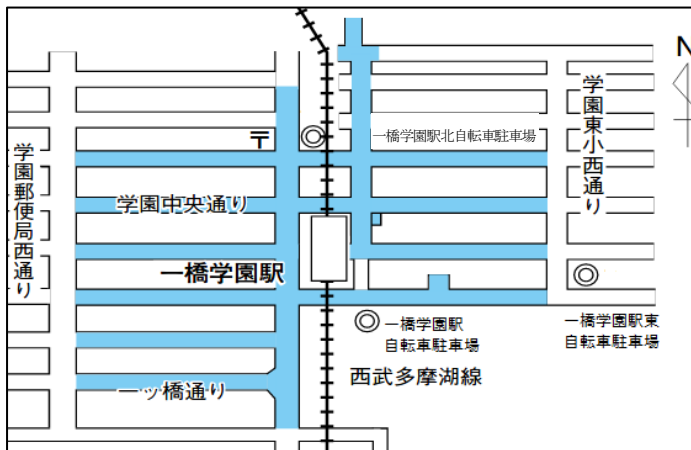 N
〒
一橋学園駅北自転車駐車場
学園東小西通り
学園郵便局西通り
学園中央通り
一橋学園駅
一橋学園駅
自転車駐車場
一橋学園駅東
自転車駐車場
西武多摩湖線
一ッ橋通り